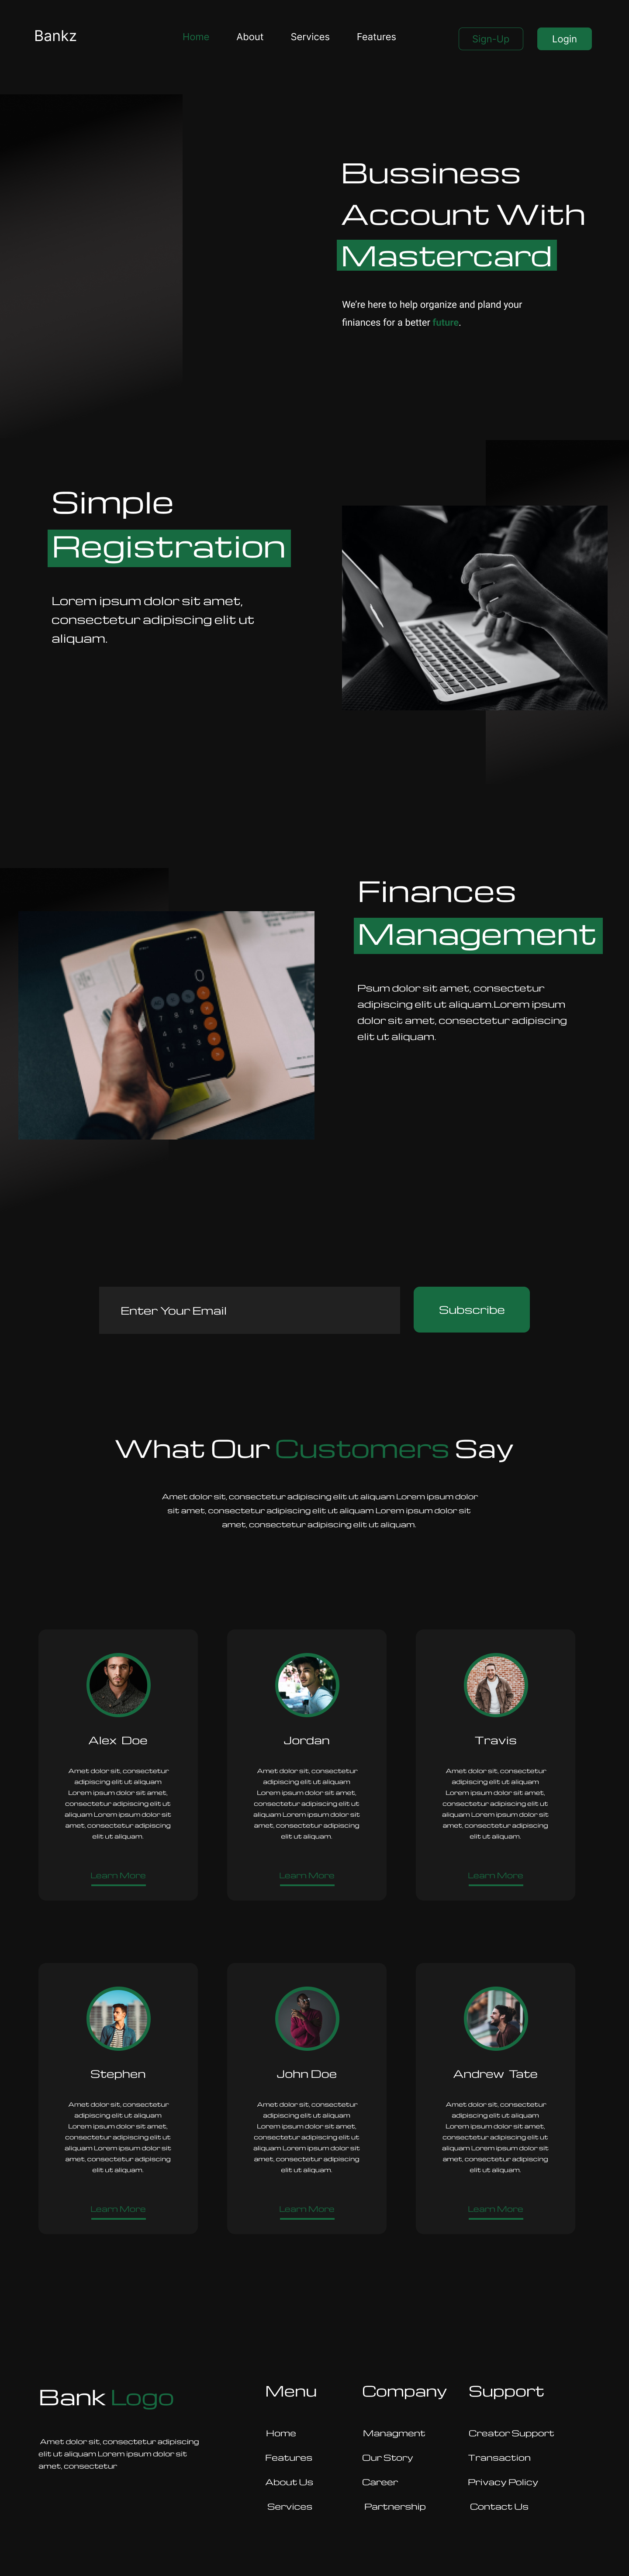 Bankz
Home About Services Features Sign-Up Login
Bussiness
Account With
Mastercard
We're here to help organize and pland your
finiances for a better future.
Simple
Registration
Lorem ipsum dolor sit amet,
consectetur adipiscing elit ut
aliquam.
Finances
Management
Psum dolor sit amet, consectetur
adipiscing elit ut aliquam.Lorem ipsum
dolor sit amet, consectetur adipiscing
elit ut aliquam.
Enter Your Email Subscribe
What Our Customers Say
Amet dolor sit, consectetur adipiscing elit ut aliquam Lorem ipsum dolor
sit amet, consectetur adipiscing elit ut aliquam Lorem ipsum dolor sit
amet, consectetur adipiscing elit ut aliquam.
Alex Doe
Amet dolor sit, consectetur
adipiscing elit ut aliquam
Lorem ipsum dolor sit amet,
consectetur adipiscing elit ut
aliquam Lorem ipsum dolor sit
amet, consectetur adipiscing
elit ut aliquam.
Learn More
Jordan
Amet dolor sit, consectetur
adipiscing elit ut aliquam
Lorem ipsum dolor sit amet,
consectetur adipiscing elit ut
aliquam Lorem ipsum dolor sit
amet, consectetur adipiscing
elit ut aliquam.
Learn More
Travis
Amet dolor sit, consectetur
adipiscing elit ut aliquam
Lorem ipsum dolor sit amet,
consectetur adipiscing elit ut
aliquam Lorem ipsum dolor sit
amet, consectetur adipiscing
elit ut aliquam.
Learn More
Stephen
Amet dolor sit, consectetur
adipiscing elit ut aliquam
Lorem ipsum dolor sit amet,
consectetur adipiscing elit ut
aliquam Lorem ipsum dolor sit
amet, consectetur adipiscing
elit ut aliquam.
Learn More
John Doe
Amet dolor sit, consectetur
adipiscing elit ut aliquam
Lorem ipsum dolor sit amet,
consectetur adipiscing elit ut
aliquam Lorem ipsum dolor sit
amet, consectetur adipiscing
elit ut aliquam.
Learn More
Andrew Tate
Amet dolor sit, consectetur
adipiscing elit ut aliquam
Lorem ipsum dolor sit amet,
consectetur adipiscing elit ut
aliquam Lorem ipsum dolor sit
amet, consectetur adipiscing
elit ut aliquam.
Learn More
Bank Logo
Amet dolor sit, consectetur adipiscing
elit ut aliquam Lorem ipsum dolor sit
amet, consectetur
Menu
Home
Features
About Us
Services
Company
Managment
Our Story
Career
Partnership
Support
Creator Support
Transaction
Privacy Policy
Contact Us